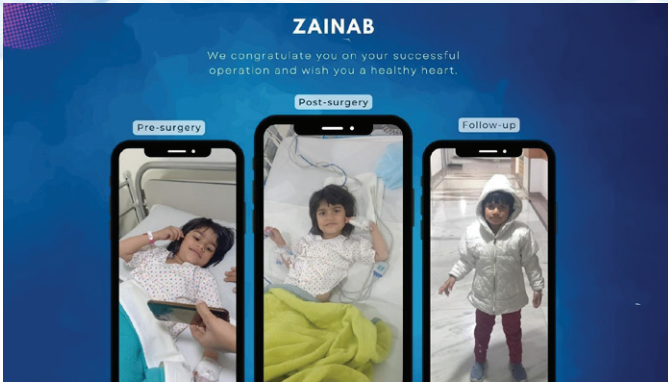 ZAINAB
We congratulate you on your successful
operation and wish you a healthy heart.
Pre-surgery
Post-surgery
Follow-up